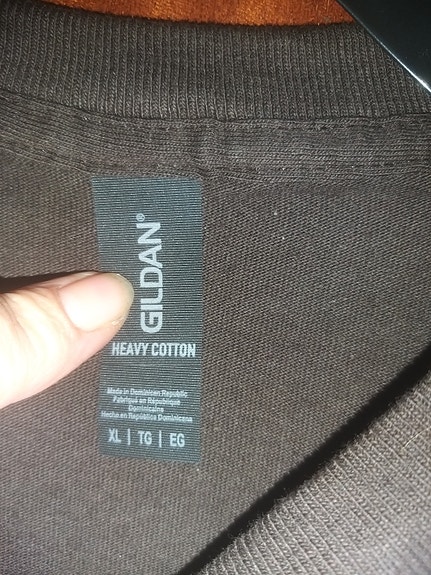 GILDAN®
HEAVY COTTON
Made in Dominican Republic
Fabriqué en République
Dominicaine
Hecho en República Dominicana
XL | TG | EG